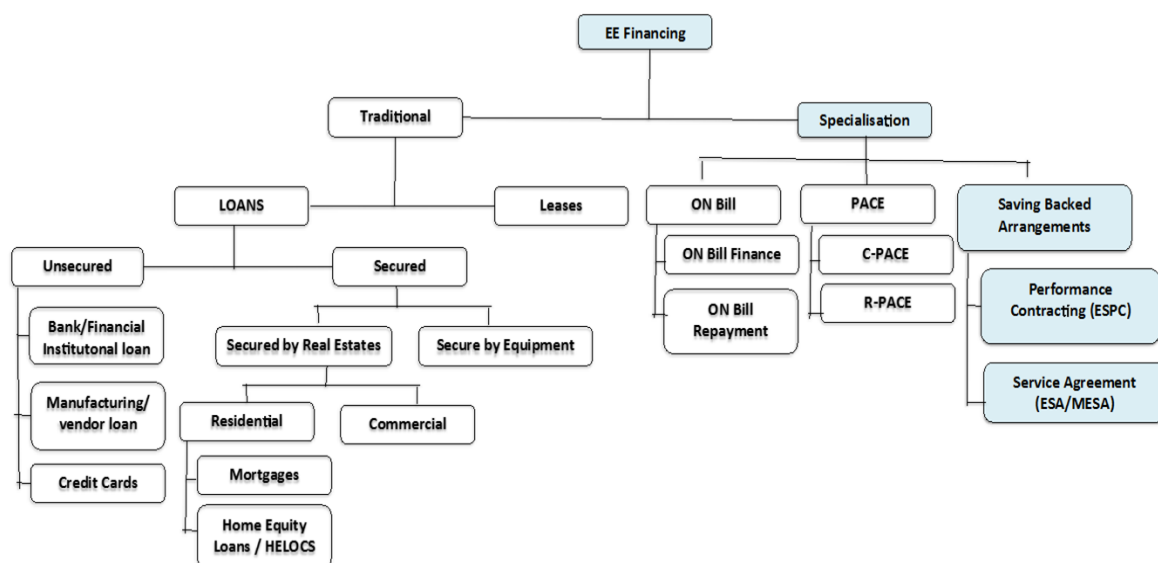 EE Financing
Traditional
Specialisation
LOANS
Leases
ON Bill
PACE
Saving Backed
Arrangements
Unsecured
Secured
ON Bill Finance
C-PACE
Bank/Financial
Institutonal loan
Secured by Real Estates
Secure by Equipment
ON Bill
Repayment
R-PACE
Performance
Contracting (ESPC)
Manufacturing/
vendor loan
Residential
Commercial
Service Agreement
(ESA/MESA)
Credit Cards
Mortgages
Home Equity
Loans / HELOCS